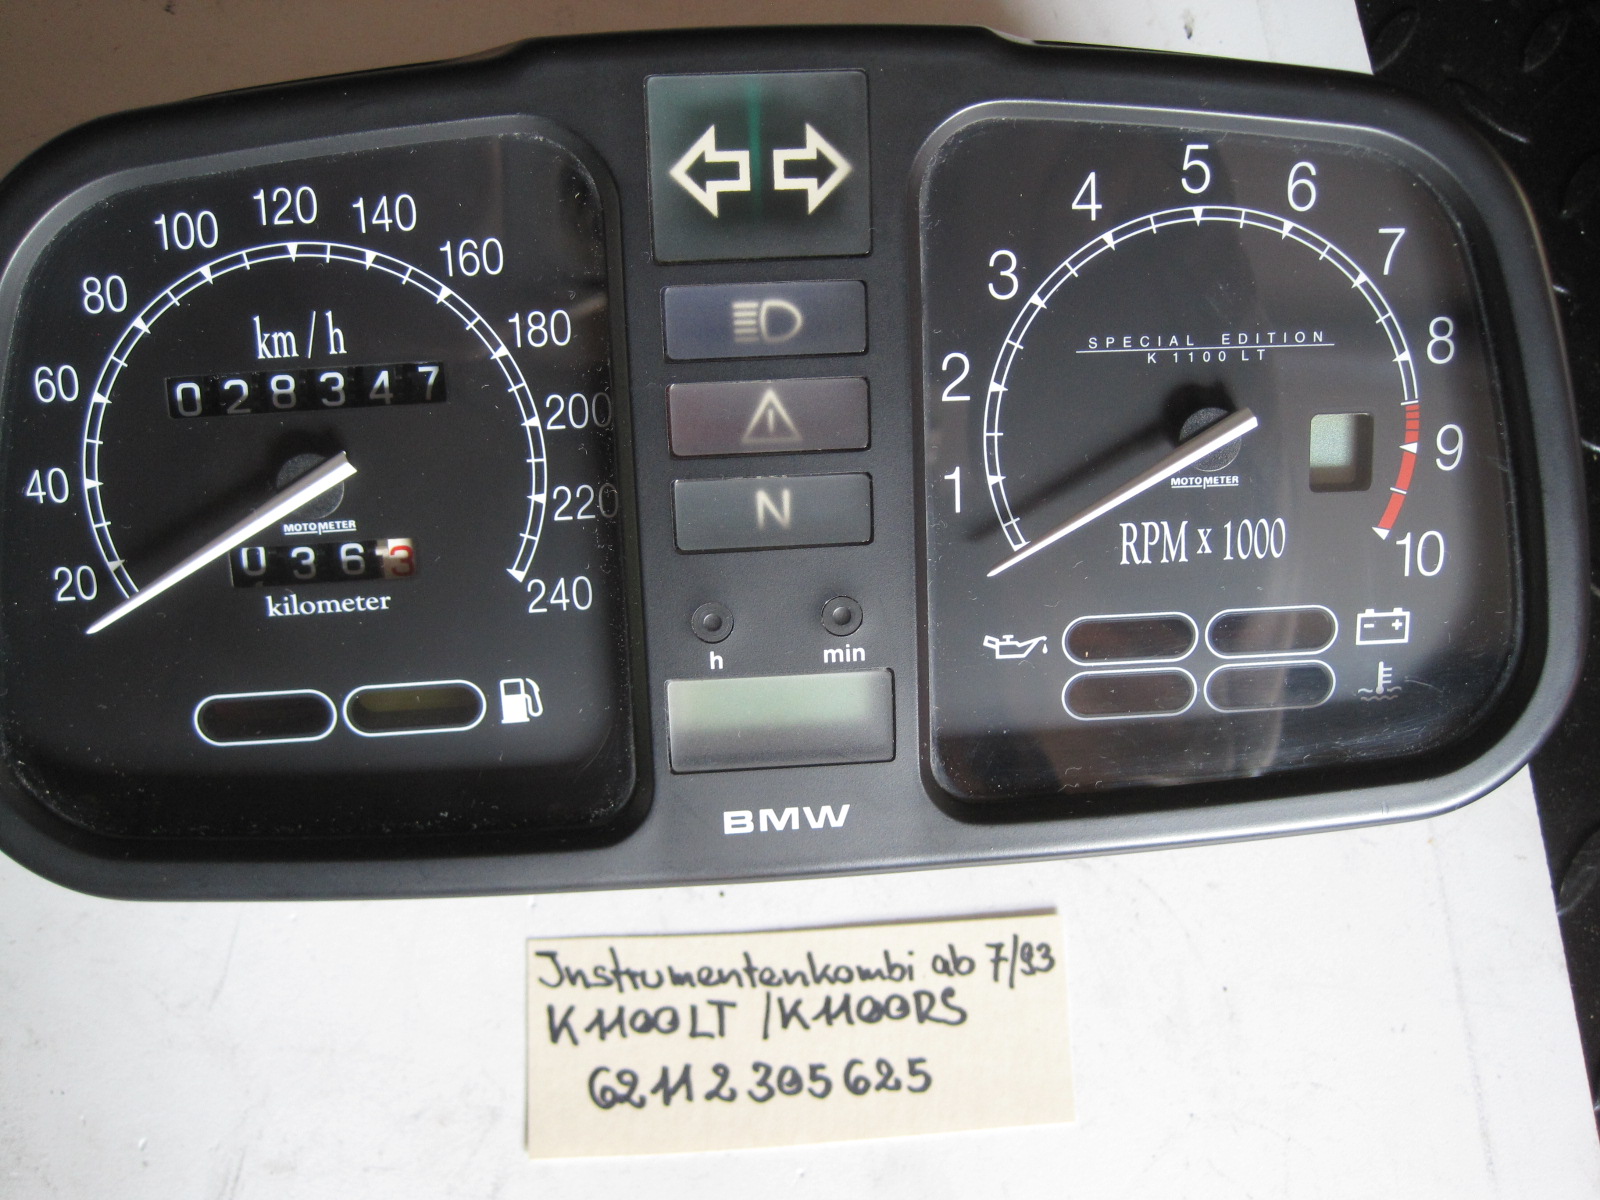 20
40
60
80
100
120
140
160
180
200
220
240
km/h
028347
MOTOMETER
0363
kilometer
N
h
min
BMW
1
2
3
4
5
6
7
8
9
10
SPECIAL EDITION
K 1100 LT
MOTOMETER
RPM x 1000
Instrumentenkombi ab 7/93
K1100LT /K1100RS
62112305625